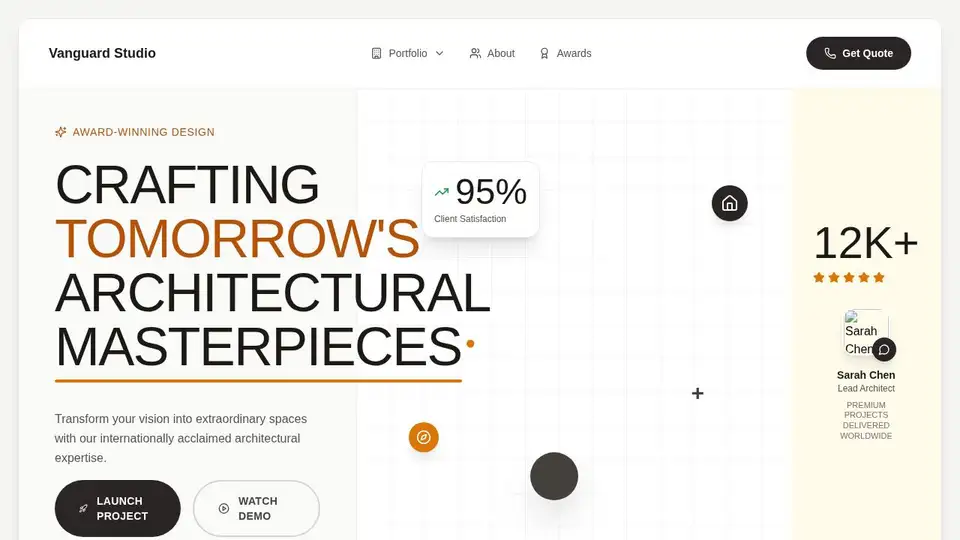 Vanguard Studio
Portfolio
About
Awards
Get Quote
AWARD-WINNING DESIGN
CRAFTING
TOMORROW'S
ARCHITECTURAL
MASTERPIECES
Transform your vision into extraordinary spaces
with our internationally acclaimed architectural
expertise.
LAUNCH
PROJECT
WATCH
DEMO
95%
Client Satisfaction
+
12K+
Sarah
Chen
Sarah Chen
Lead Architect
PREMIUM
PROJECTS
DELIVERED
WORLDWIDE